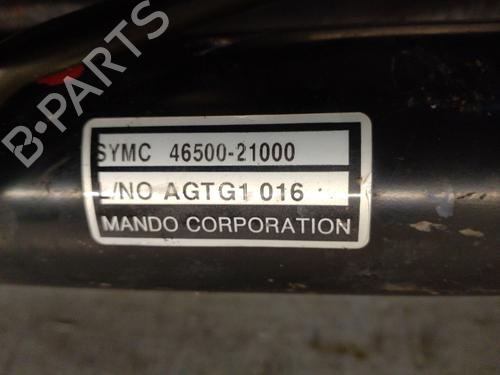 B-PARTS
SYMC 46500-21000
L/NO AGTG1 016
MANDO CORPORATION